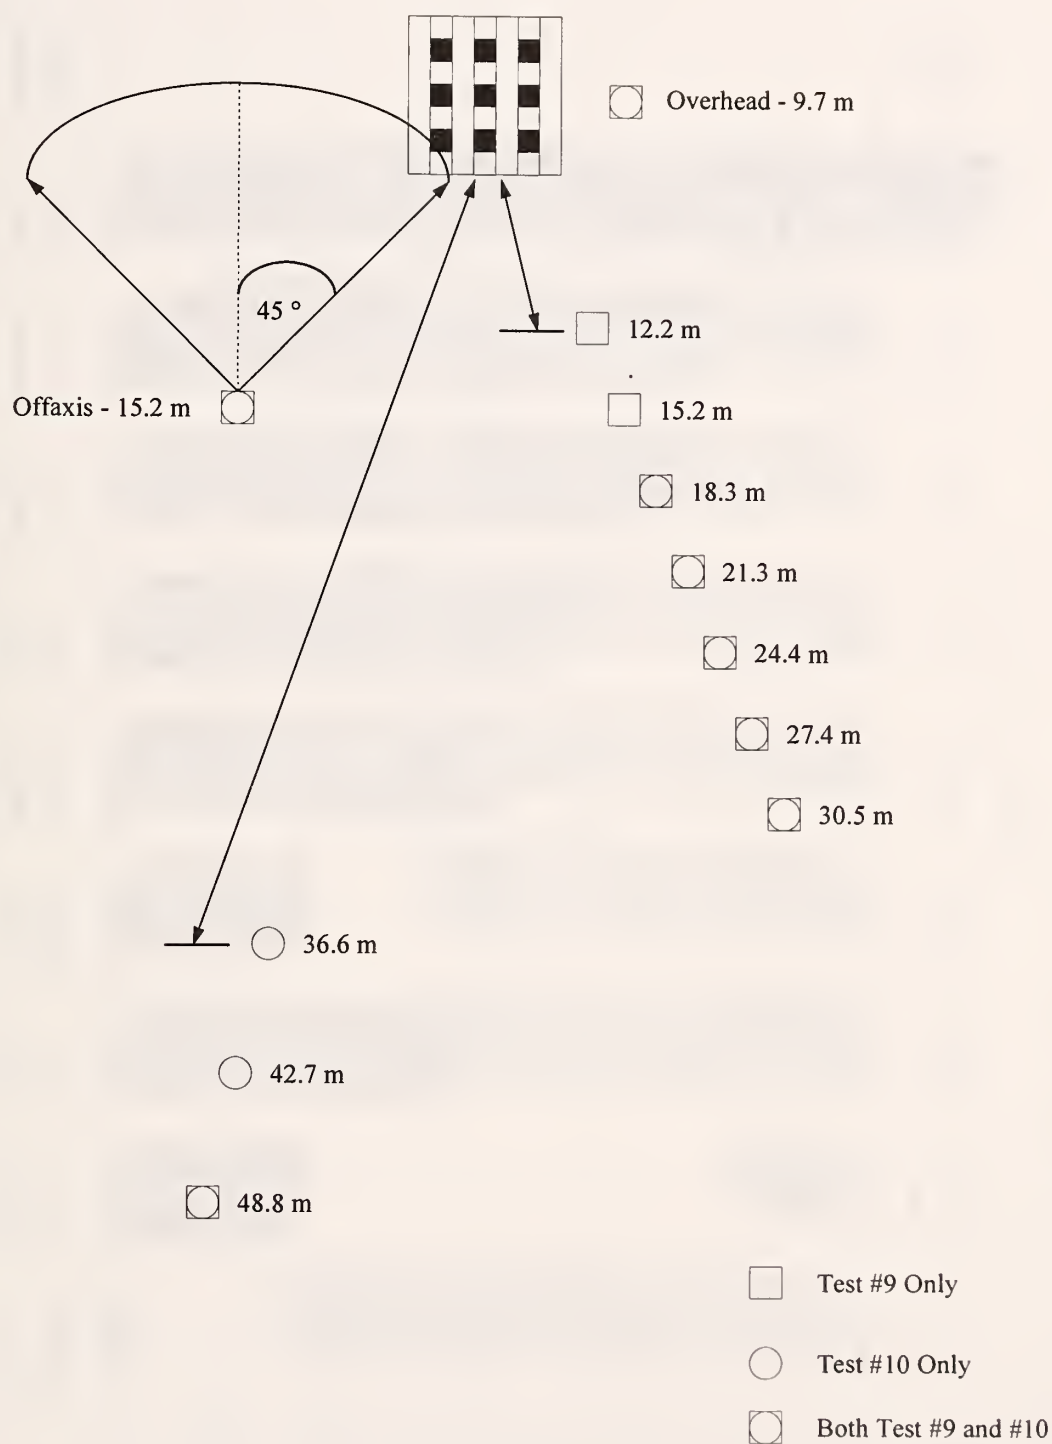 Overhead - 9.7 m
45 °
12.2 m
Offaxis - 15.2 m
15.2 m
18.3 m
21.3 m
24.4 m
27.4 m
30.5 m
36.6 m
42.7 m
48.8 m
Test #9 Only
Test #10 Only
Both Test #9 and #10